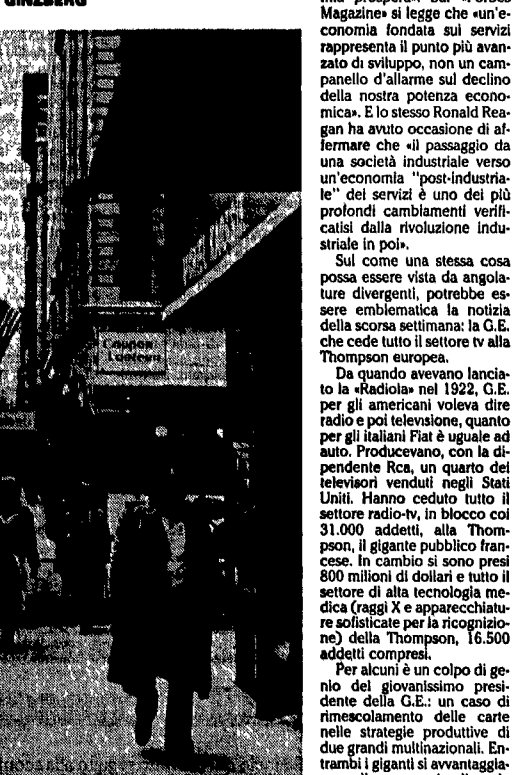 GINZBERG
Magazine» si legge che «un'e-
conomia fondata sui servizi
rappresenta il punto più avan-
zato di sviluppo, non un cam-
panello d'allarme sul declino
della nostra potenza econo-
mica». E lo stesso Ronald Rea-
gan ha avuto occasione di af-
fermare che «il passaggio da
una società industriale verso
un'economia "post-industria-
le" dei servizi è uno dei più
profondi cambiamenti verifi-
catisi dalla rivoluzione indu-
striale in poi».
Sul come una stessa cosa
possa essere vista da angola-
ture divergenti, potrebbe es-
sere emblematica la notizia
della scorsa settimana: la G.E.
che cede tutto il settore tv alla
Thompson europea.
Da quando avevano lancia-
to la «Radiola» nel 1922, G.E.
per gli americani voleva dire
radio e poi televsione, quanto
per gli italiani Fiat è uguale ad
auto. Producevano, con la di-
pendente Rca, un quarto dei
televisori venduti negli Stati
Uniti. Hanno ceduto tutto il
settore radio-tv, in blocco coi
31.000 addetti, alla Thom-
pson, il gigante pubblico fran-
cese. In cambio si sono presi
800 milioni di dollari e tutto il
settore di alta tecnologia me-
dica (raggi X e apparecchiatu-
re sofisticate per la ricognizio-
ne) della Thompson, 16.500
addetti compresi.
Per alcuni è un colpo di ge-
nio del giovanissimo presi-
dente della G.E.: un caso di
rimescolamento delle carte
nelle strategie produttive di
due grandi multinazionali. En-
trambi i giganti si avvantaggia-